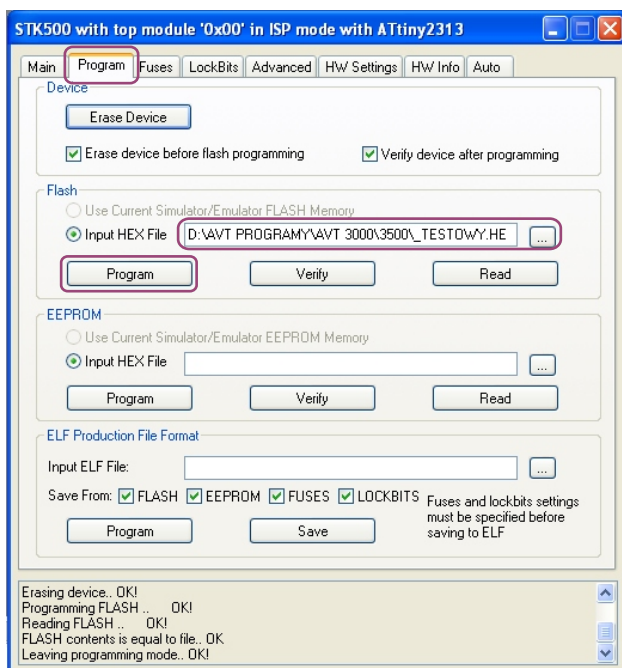 STK500 with top module '0x00' in ISP mode with ATtiny2313
Main Program Fuses LockBits Advanced HW Settings HW Info Auto
Device
Erase Device
Erase device before flash programming Verify device after programming
Flash
Use Current Simulator/Emulator FLASH Memory
Input HEX File D:\AVT PROGRAMY\AVT 3000\3500\_TESTOWY.HE ...
Program Verify Read
EEPROM
Use Current Simulator/Emulator EEPROM Memory
Input HEX File ...
Program Verify Read
ELF Production File Format
Input ELF File: ...
Save From: FLASH EEPROM FUSES LOCKBITS Fuses and lockbits settings
must be specified before
Program Save saving to ELF
Erasing device.. OK!
Programming FLASH .. OK!
Reading FLASH .. OK!
FLASH contents is equal to file.. OK
Leaving programming mode.. OK!